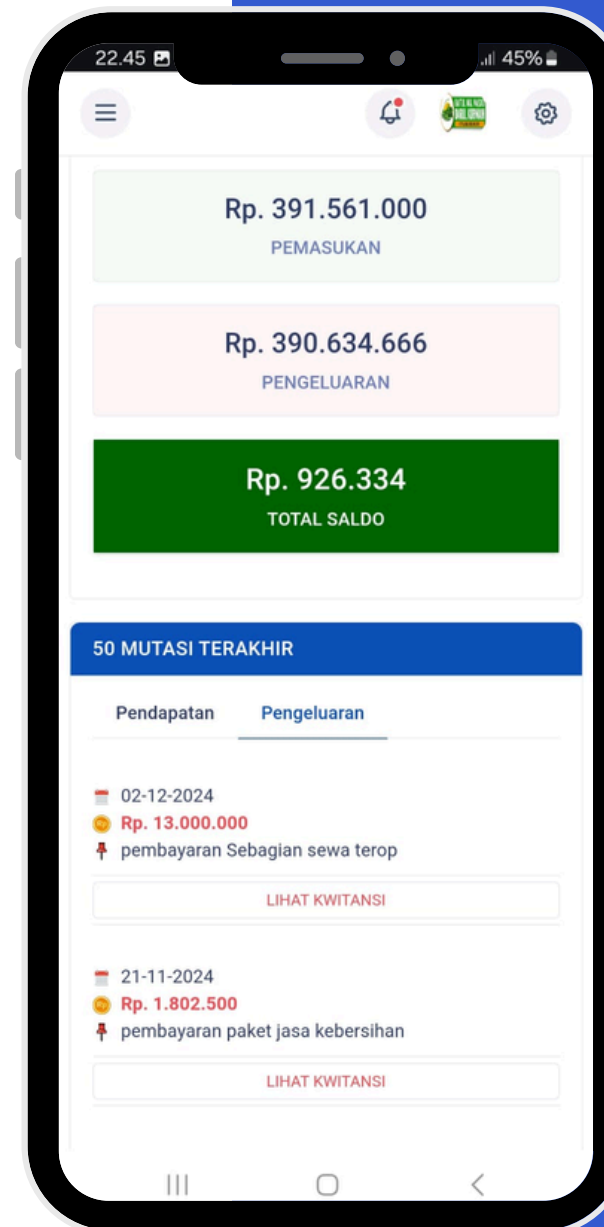 22.45
45%
Rp. 391.561.000
PEMASUKAN
Rp. 390.634.666
PENGELUARAN
Rp. 926.334
TOTAL SALDO
50 MUTASI TERAKHIR
Pendapatan Pengeluaran
02-12-2024
Rp. 13.000.000
pembayaran Sebagian sewa terop
LIHAT KWITANSI
21-11-2024
Rp. 1.802.500
pembayaran paket jasa kebersihan
LIHAT KWITANSI